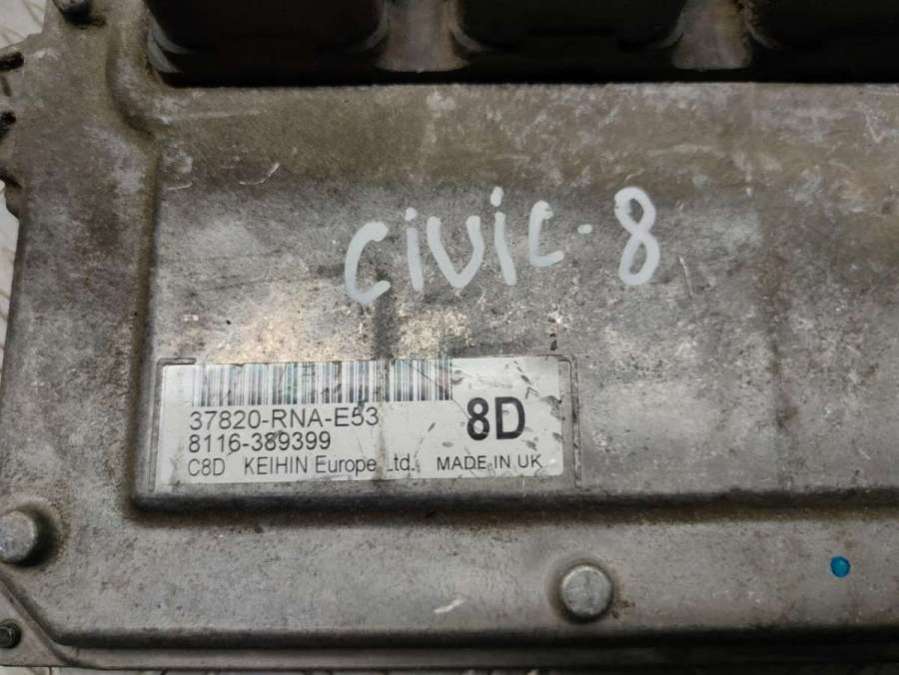 Civic-8
37820-RNA-E53
8D
8116-389399
C8D KEIHIN Europe Ltd. MADE IN UK